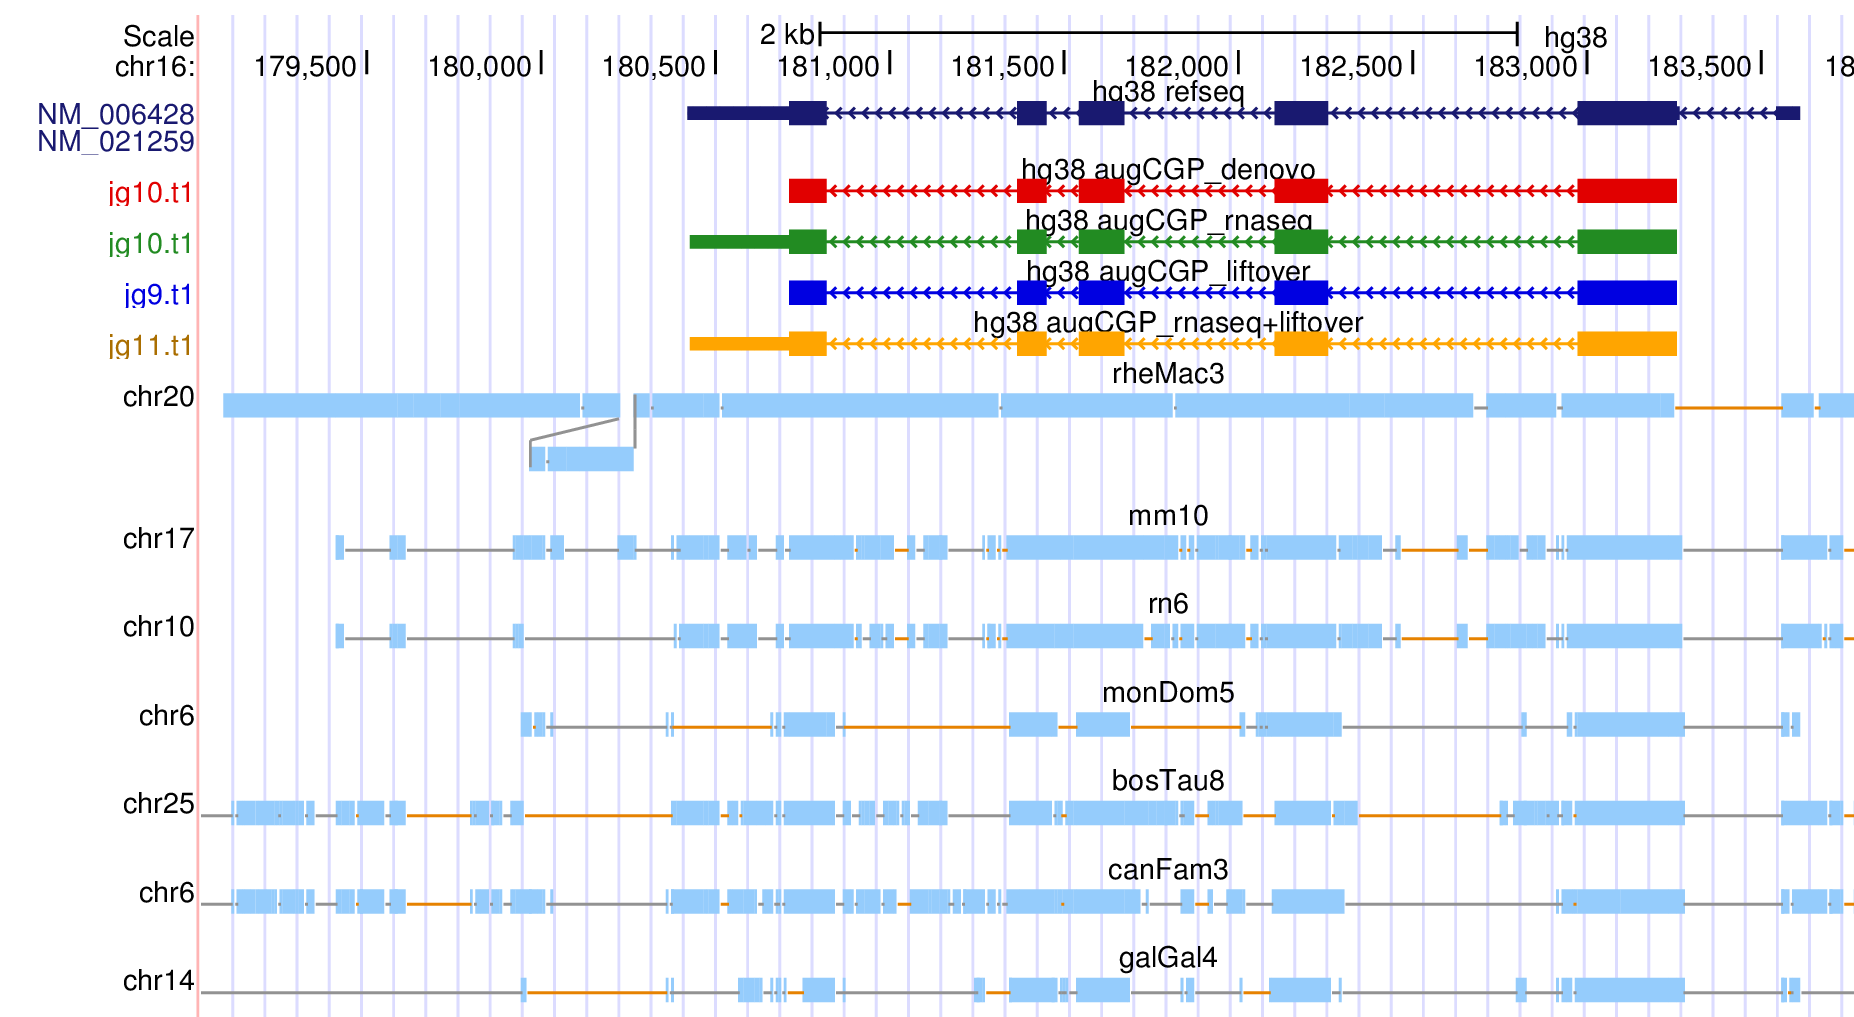 Scale 2 kb hg38
chr16: 179,500 180,000 180,500 181,000 181,500 182,000 182,500 183,000 183,500 18
hg38 refseq
NM_006428
NM_021259
hg38 augCGP_denovo
jg10.t1
hg38 augCGP_rnaseq
jg10.t1
hg38 augCGP_liftover
jg9.t1
hg38 augCGP_rnaseq+liftover
jg11.t1
rheMac3
chr20
mm10
chr17
rn6
chr10
monDom5
chr6
bosTau8
chr25
canFam3
chr6
galGal4
chr14